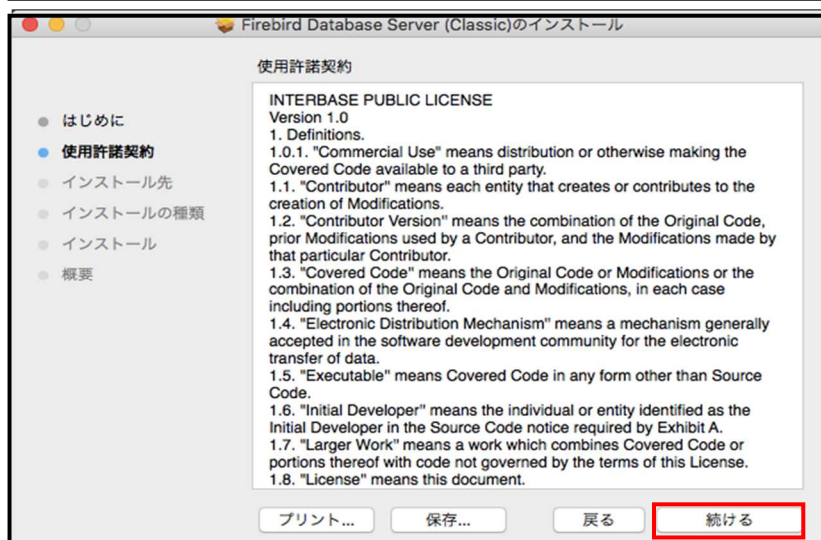 Firebird Database Server (Classic)のインストール
使用許諾契約
はじめに
使用許諾契約
インストール先
インストールの種類
インストール
概要
INTERBASE PUBLIC LICENSE
Version 1.0
1. Definitions.
1.0.1. "Commercial Use" means distribution or otherwise making the
Covered Code available to a third party.
1.1. "Contributor" means each entity that creates or contributes to the
creation of Modifications.
1.2. "Contributor Version" means the combination of the Original Code,
prior Modifications used by a Contributor, and the Modifications made by
that particular Contributor.
1.3. "Covered Code" means the Original Code or Modifications or the
combination of the Original Code and Modifications, in each case
including portions thereof.
1.4. "Electronic Distribution Mechanism" means a mechanism generally
accepted in the software development community for the electronic
transfer of data.
1.5. "Executable" means Covered Code in any form other than Source
Code.
1.6. "Initial Developer" means the individual or entity identified as the
Initial Developer in the Source Code notice required by Exhibit A.
1.7. "Larger Work" means a work which combines Covered Code or
portions thereof with code not governed by the terms of this License.
1.8. "License" means this document.
プリント... 保存... 戻る 続ける